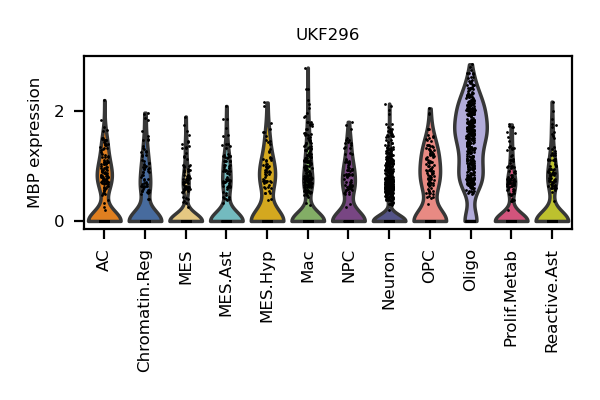 UKF296
MBP expression
2
0
AC
Chromatin.Reg
MES
MES.Ast
MES.Hyp
Mac
NPC
Neuron
OPC
Oligo
Prolif.Metab
Reactive.Ast